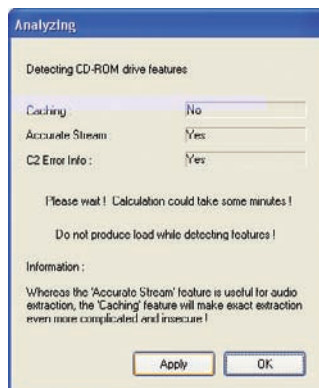 Analyzing
Detecting CD-ROM drive features
Caching : No
Accurate Stream : Yes
C2 Error Info : Yes
Please wait ! Calculation could take some minutes !
Do not produce load while detecting features !
Information :
Whereas the 'Accurate Stream' feature is useful for audio
extraction, the 'Caching' feature will make exact extraction
even more complicated and insecure !
Apply OK